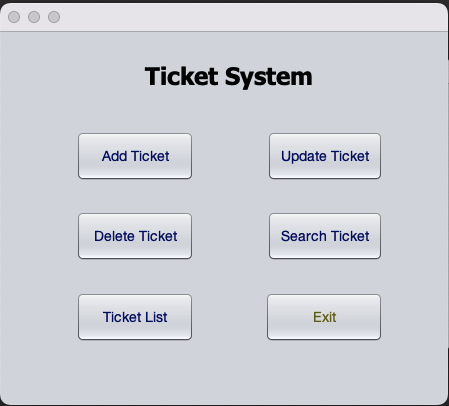 Ticket System
Add Ticket
Update Ticket
Delete Ticket
Search Ticket
Ticket List
Exit